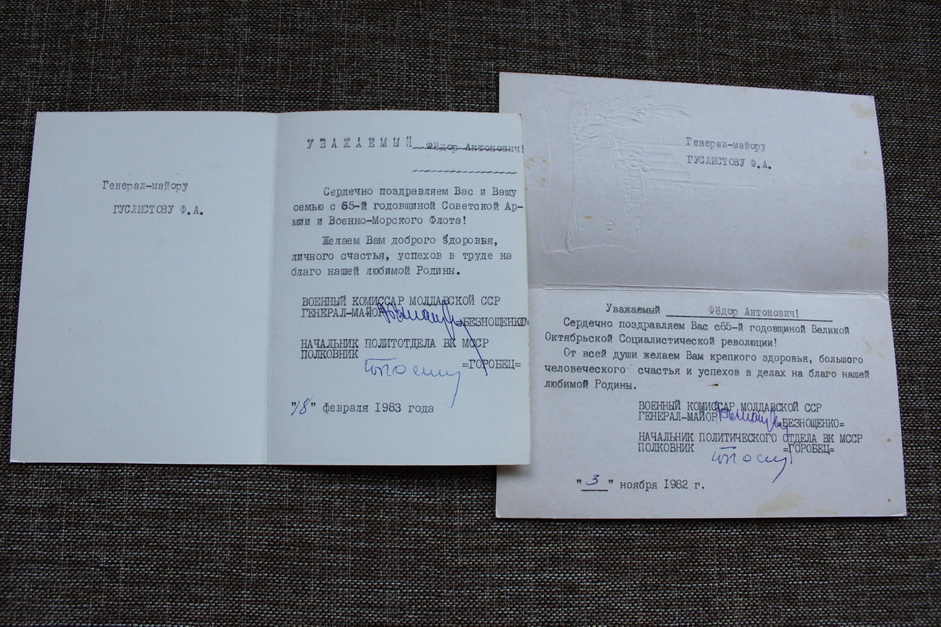 Генерал-майору
ГУСЛИСТОВУ Ф.А.
УВАЖАЕМЫЙ Фёдор Антонович!
Сердечно поздравляем Вас и Вашу
семью с 65-й годовщиной Советской Ар-
мии и Военно-Морского Флота!
Желаем Вам доброго здоровья,
личного счастья, успехов в труде на
благо нашей любимой Родины.
ВОЕННЫЙ КОМИССАР МОЛДАВСКОЙ ССР
ГЕНЕРАЛ-МАЙОР =БЕЗНОЩЕНКО=
НАЧАЛЬНИК ПОЛИТОТДЕЛА ВК МССР
ПОЛКОВНИК =ГОРОБЕЦ=
"18" февраля 1983 года
Генерал-майору
ГУСЛИСТОВУ Ф.А.
Уважаемый Фёдор Антонович!
Сердечно поздравляем Вас с65-й годовщиной Великой
Октябрьской Социалистической революции!
От всей души желаем Вам крепкого здоровья, большого
человеческого счастья и успехов в делах на благо нашей
любимой Родины.
ВОЕННЫЙ КОМИССАР МОЛДАВСКОЙ ССР
ГЕНЕРАЛ-МАЙОР =БЕЗНОЩЕНКО=
НАЧАЛЬНИК ПОЛИТИЧЕСКОГО ОТДЕЛА ВК МССР
ПОЛКОВНИК =ГОРОБЕЦ=
"3" ноября 1982 г.